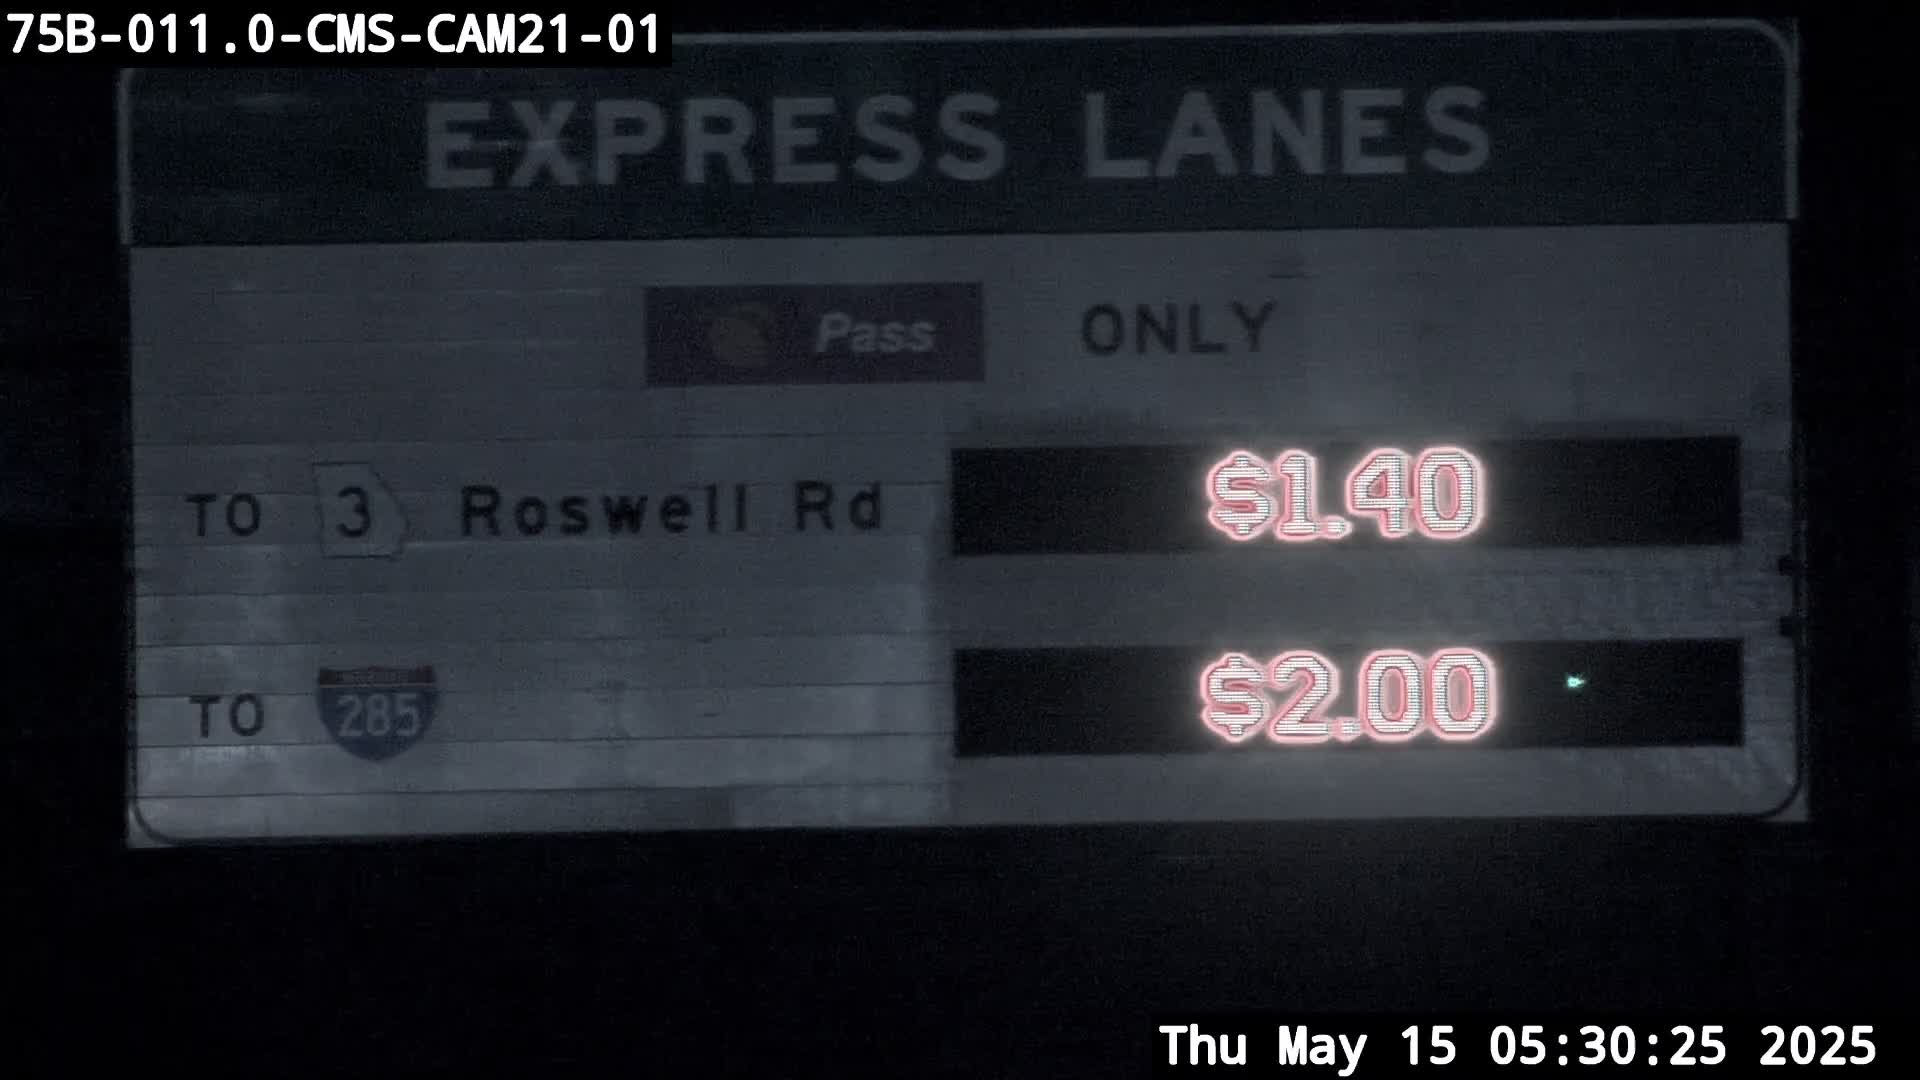 75B-011.0-CMS-CAM21-01
EXPRESS LANES
Pass ONLY
TO 3 Roswell Rd $1.40
TO 285 $2.00
Thu May 15 05:30:25 2025